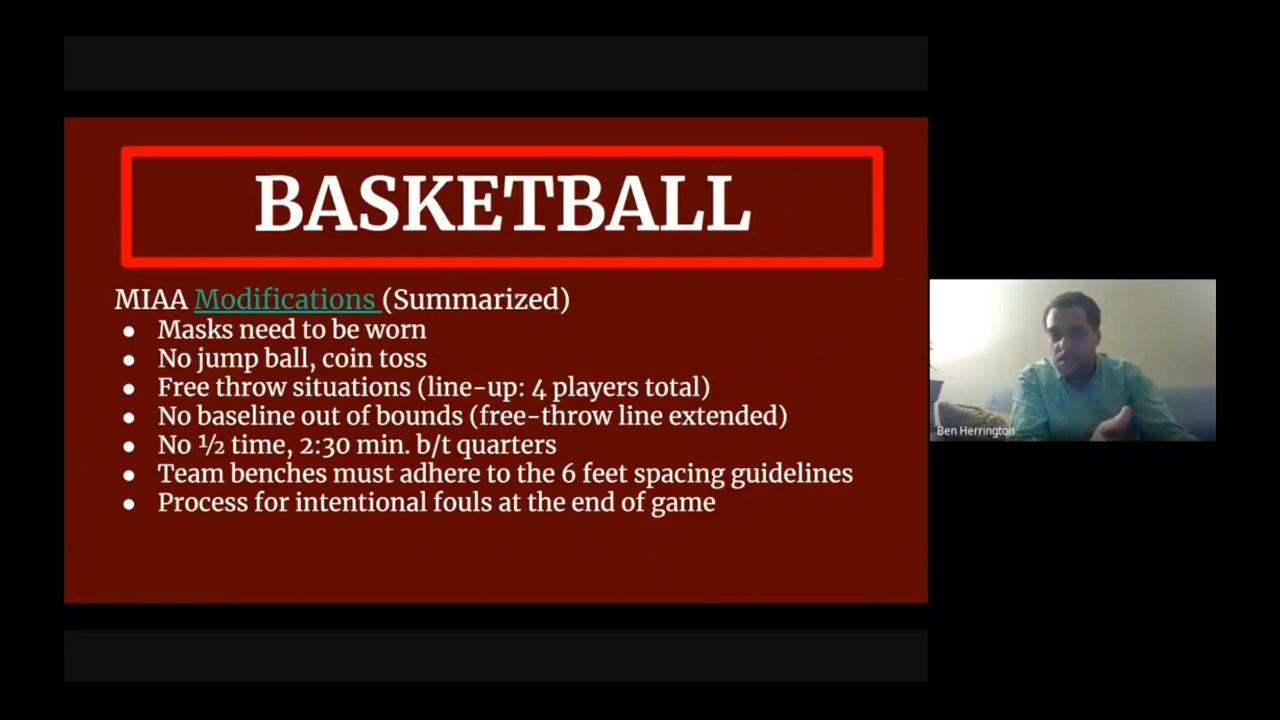 BASKETBALL
MIAA Modifications (Summarized)
● Masks need to be worn
● No jump ball, coin toss
● Free throw situations (line-up: 4 players total)
● No baseline out of bounds (free-throw line extended)
● No ½ time, 2:30 min. b/t quarters
● Team benches must adhere to the 6 feet spacing guidelines
● Process for intentional fouls at the end of game
Ben Herrington